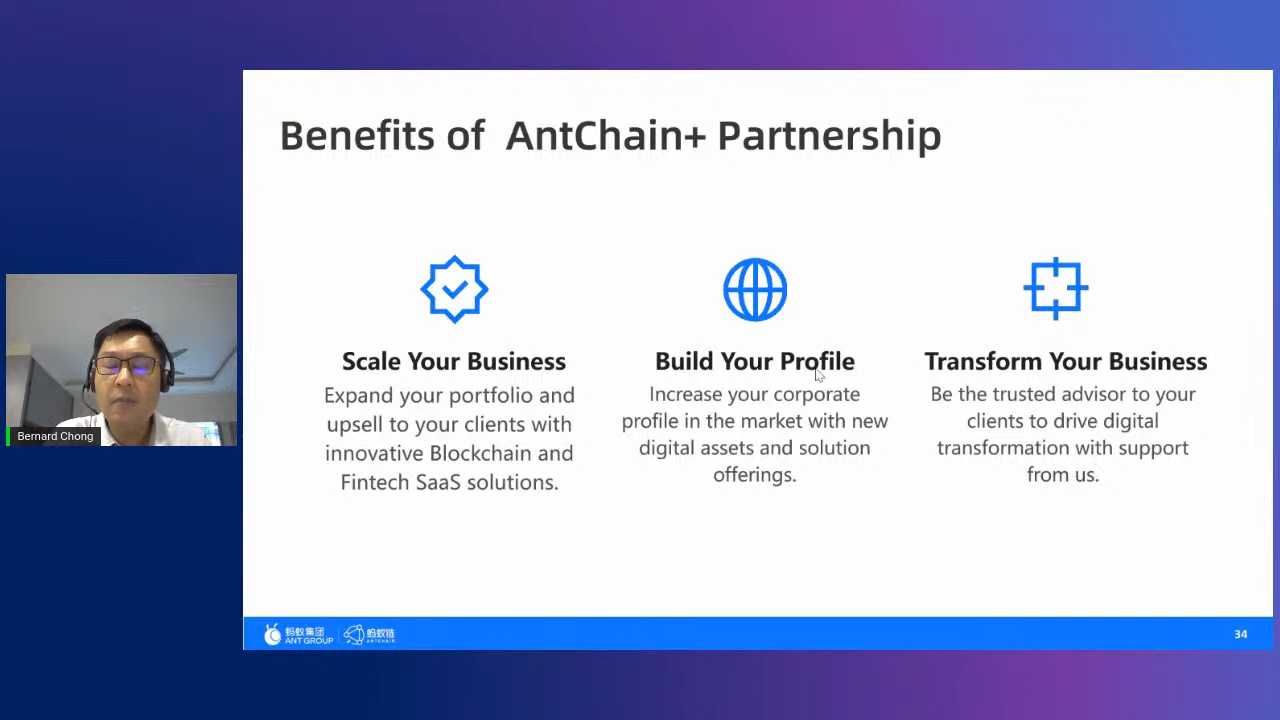 Benefits of AntChain+ Partnership
Scale Your Business
Expand your portfolio and
upsell to your clients with
innovative Blockchain and
Fintech SaaS solutions.
Build Your Profile
Increase your corporate
profile in the market with new
digital assets and solution
offerings.
Transform Your Business
Be the trusted advisor to your
clients to drive digital
transformation with support
from us.
Bernard Chong
蚂蚁集团
ANT GROUP
蚂蚁链
ANTCHAIN
34